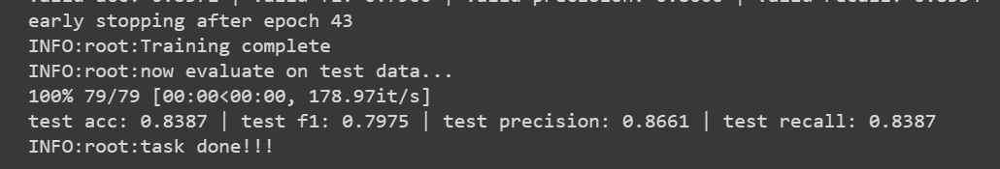 early stopping after epoch 43
INFO:root:Training complete
INFO:root:now evaluate on test data...
100% 79/79 [00:00<00:00, 178.97it/s]
test acc: 0.8387 | test f1: 0.7975 | test precision: 0.8661 | test recall: 0.8387
INFO:root:task done!!!